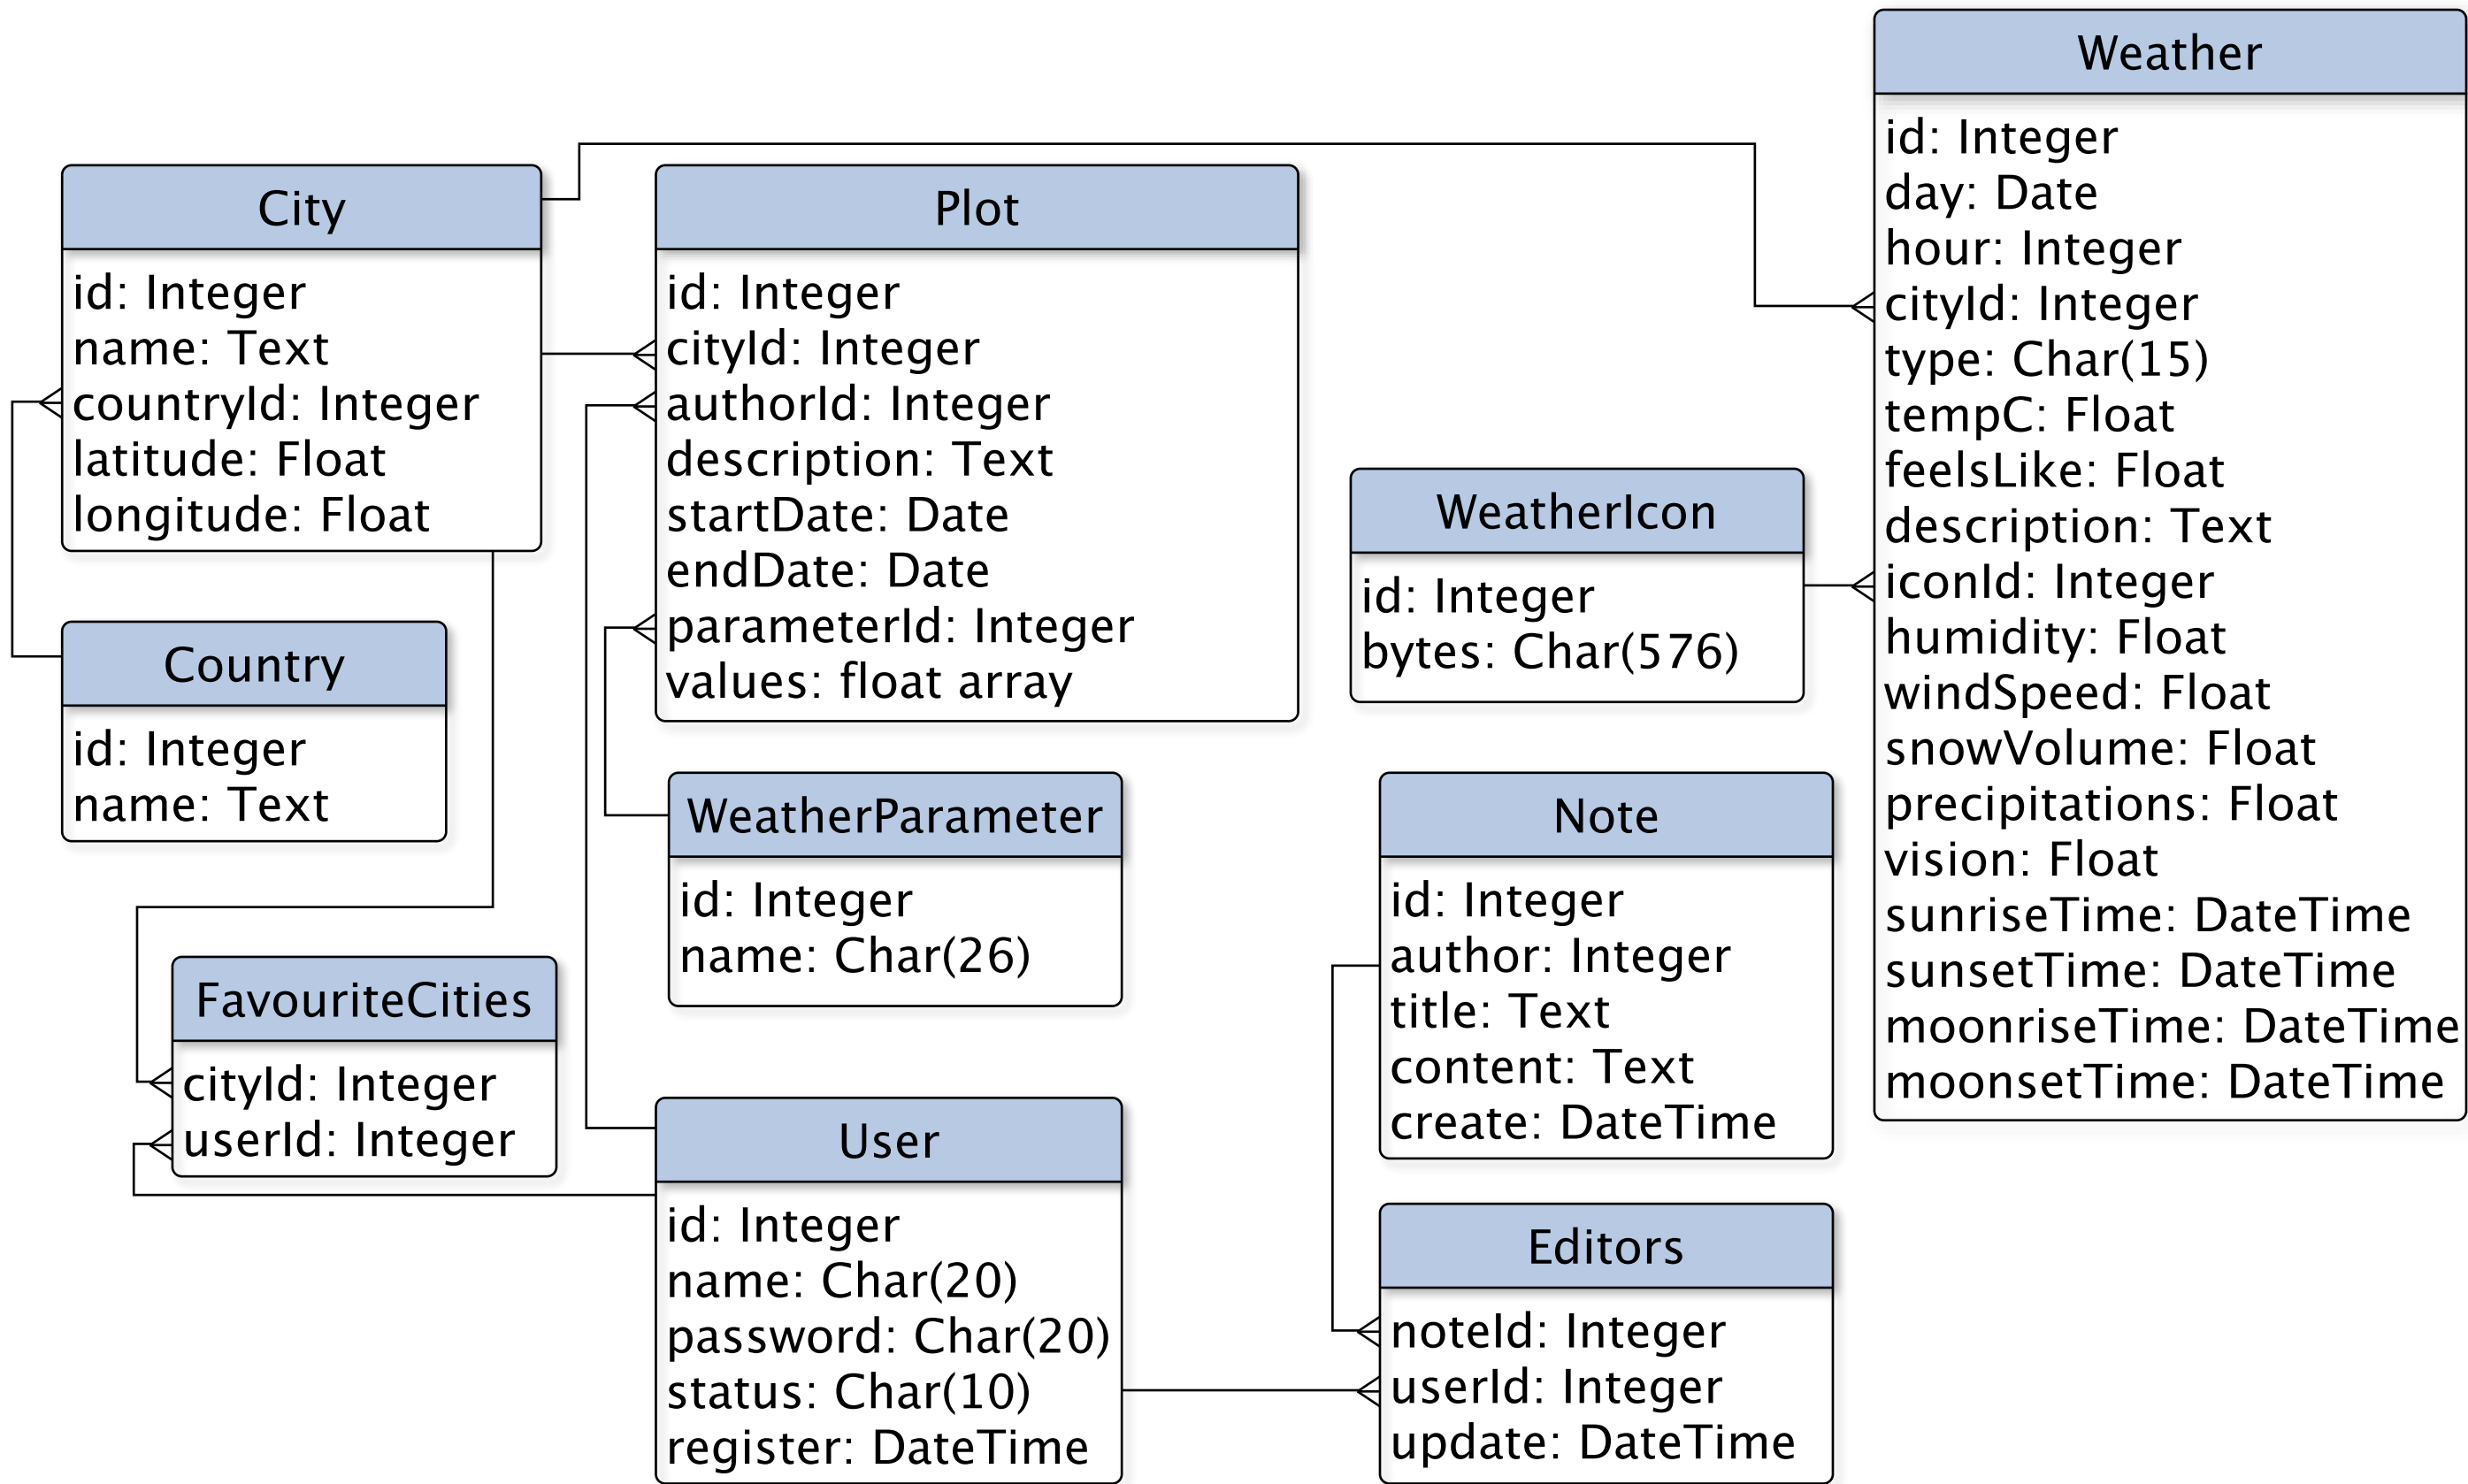 City
id: Integer
name: Text
countryId: Integer
latitude: Float
longitude: Float
Country
id: Integer
name: Text
FavouriteCities
cityId: Integer
userId: Integer
Plot
id: Integer
cityId: Integer
authorId: Integer
description: Text
startDate: Date
endDate: Date
parameterId: Integer
values: float array
WeatherParameter
id: Integer
name: Char(26)
User
id: Integer
name: Char(20)
password: Char(20)
status: Char(10)
register: DateTime
WeatherIcon
id: Integer
bytes: Char(576)
Note
id: Integer
author: Integer
title: Text
content: Text
create: DateTime
Editors
noteId: Integer
userId: Integer
update: DateTime
Weather
id: Integer
day: Date
hour: Integer
cityId: Integer
type: Char(15)
tempC: Float
feelsLike: Float
description: Text
iconId: Integer
humidity: Float
windSpeed: Float
snowVolume: Float
precipitations: Float
vision: Float
sunriseTime: DateTime
sunsetTime: DateTime
moonriseTime: DateTime
moonsetTime: DateTime